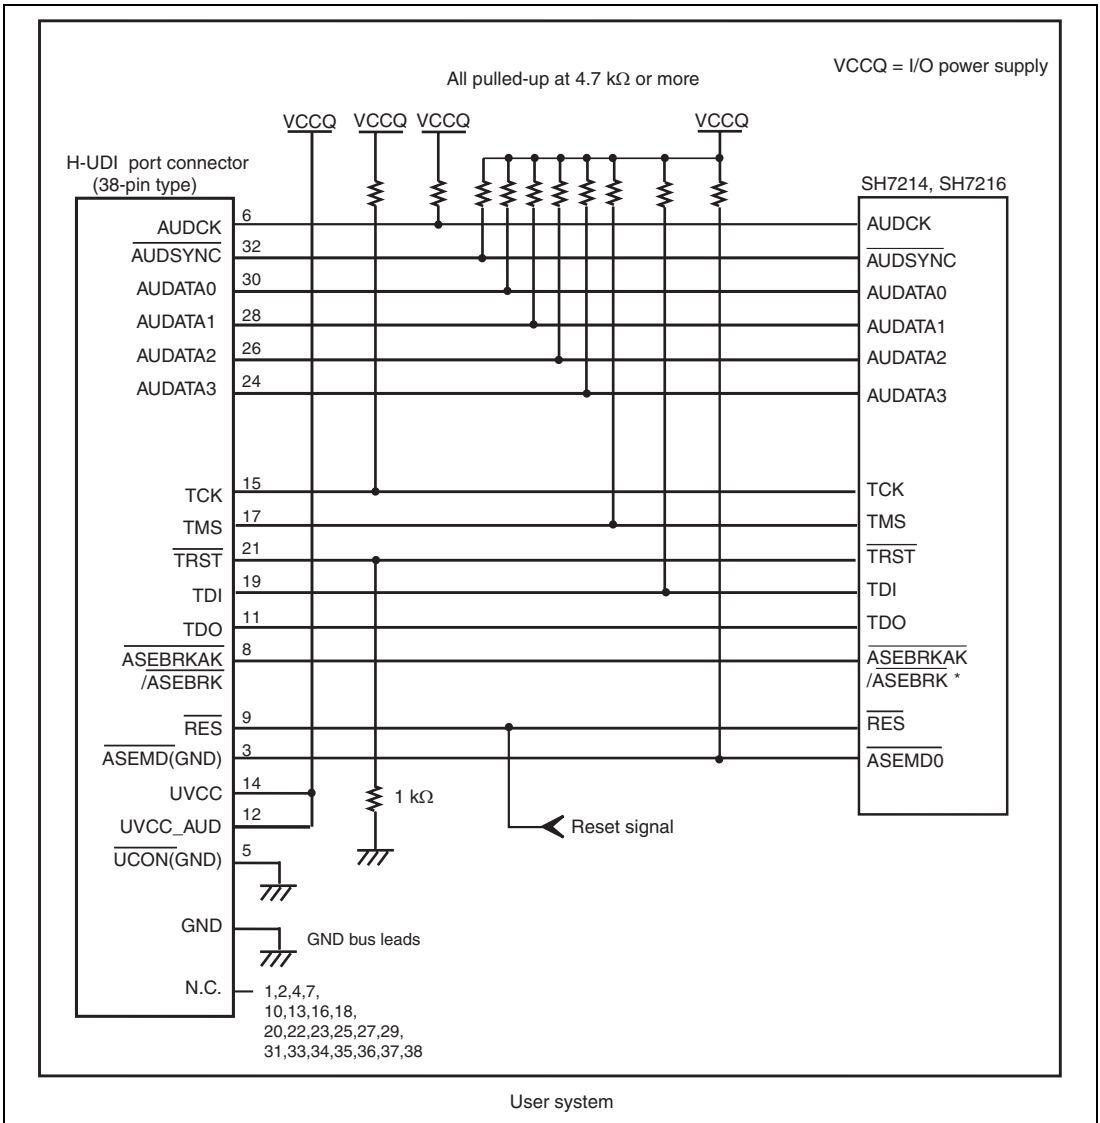 VCCQ = I/O power supply
All pulled-up at 4.7 kΩ or more
VCCQ VCCQ VCCQ VCCQ
H-UDI port connector
(38-pin type)
SH7214, SH7216
AUDCK 6 AUDCK
AUDSYNC 32 AUDSYNC
AUDATA0 30 AUDATA0
AUDATA1 28 AUDATA1
AUDATA2 26 AUDATA2
AUDATA3 24 AUDATA3
TCK 15 TCK
TMS 17 TMS
TRST 21 TRST
TDI 19 TDI
TDO 11 TDO
ASEBRKAK 8 ASEBRKAK
/ASEBRK /ASEBRK *
RES 9 RES
ASEMD(GND) 3 ASEMD0
UVCC 14
1 kΩ
UVCC_AUD 12
Reset signal
UCON(GND) 5
GND
GND bus leads
N.C. 1,2,4,7,
10,13,16,18,
20,22,23,25,27,29,
31,33,34,35,36,37,38
User system